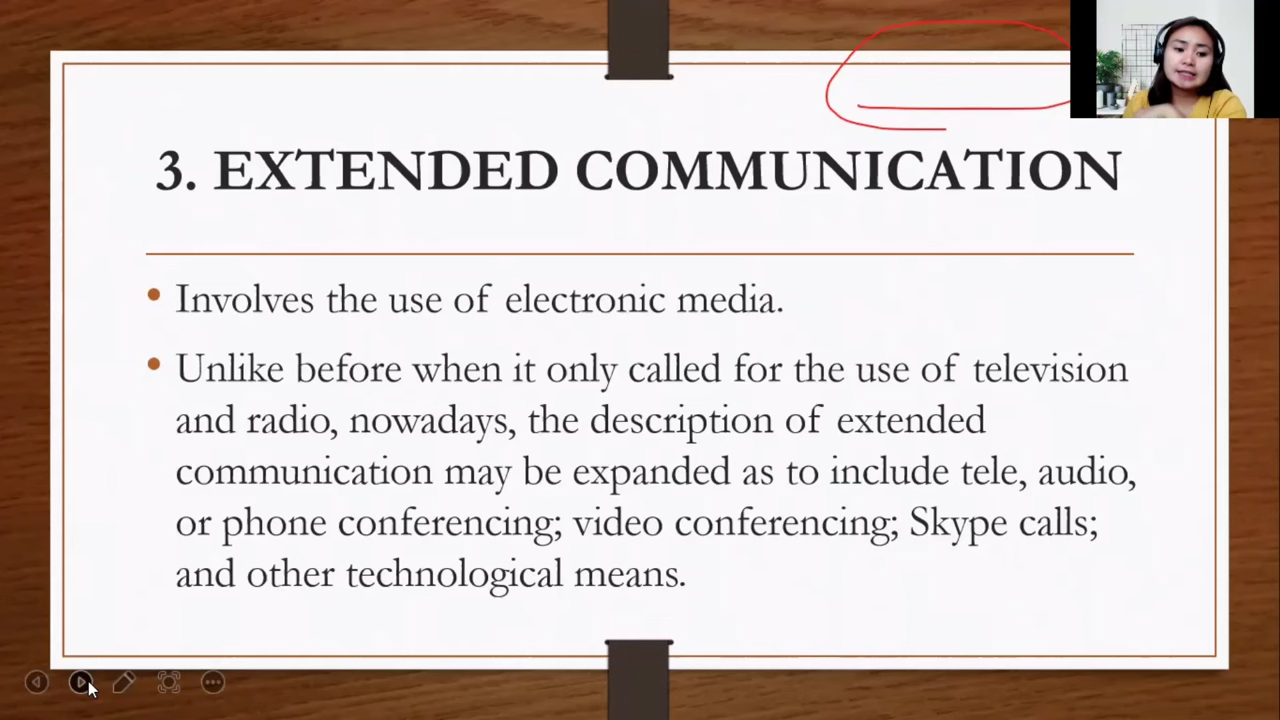 3. EXTENDED COMMUNICATION
• Involves the use of electronic media.
• Unlike before when it only called for the use of television
and radio, nowadays, the description of extended
communication may be expanded as to include tele, audio,
or phone conferencing; video conferencing; Skype calls;
and other technological means.